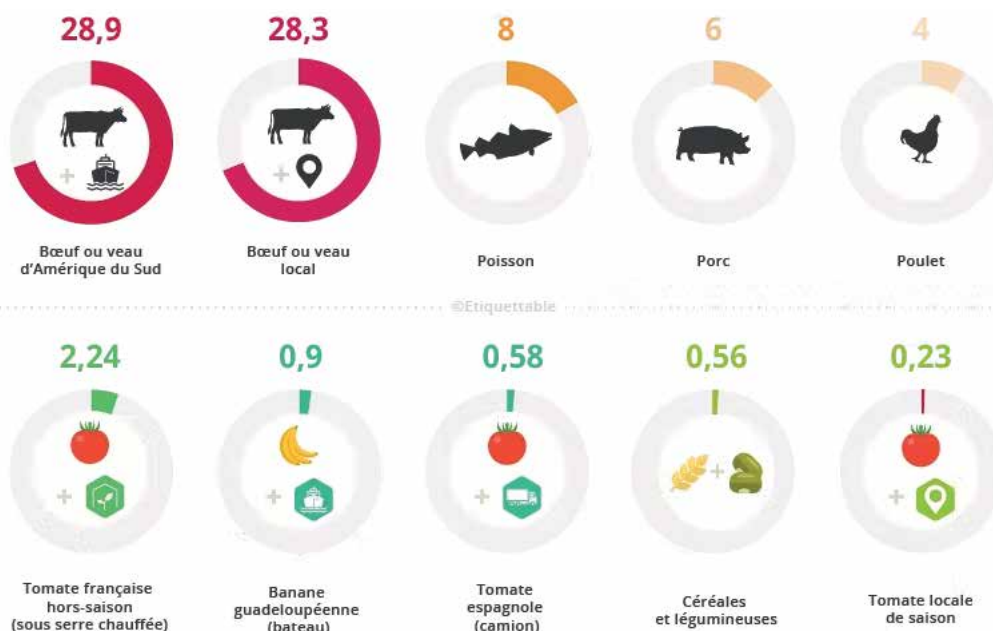 28,9
28,3
8
6
4
Bœuf ou veau
d'Amérique du Sud
Bœuf ou veau
local
Poisson
Porc
Poulet
©Etiquettable
2,24
0,9
0,58
0,56
0,23
Tomate française
hors-saison
(sous serre chauffée)
Banane
guadeloupéenne
(bateau)
Tomate
espagnole
(camion)
Céréales
et légumineuses
Tomate locale
de saison